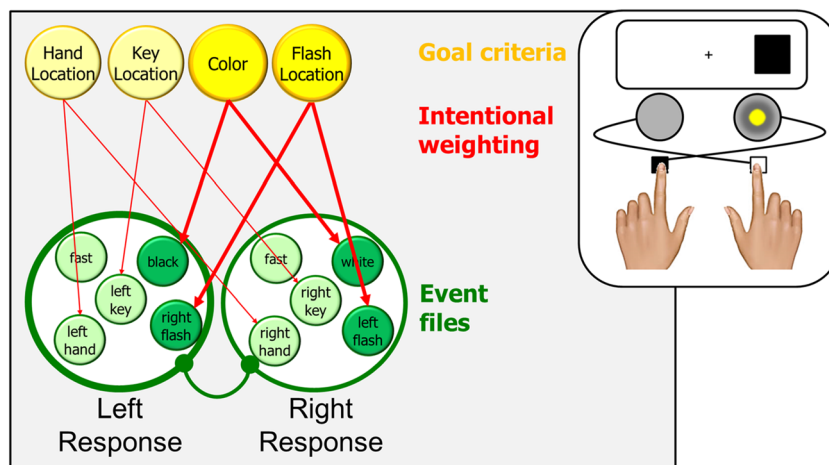 Hand
Location
Key
Location
Color
Flash
Location
Goal criteria
Intentional
weighting
+
fast
black
left
key
right
flash
left
hand
fast
white
right
key
left
flash
right
hand
Event
files
Left
Response
Right
Response